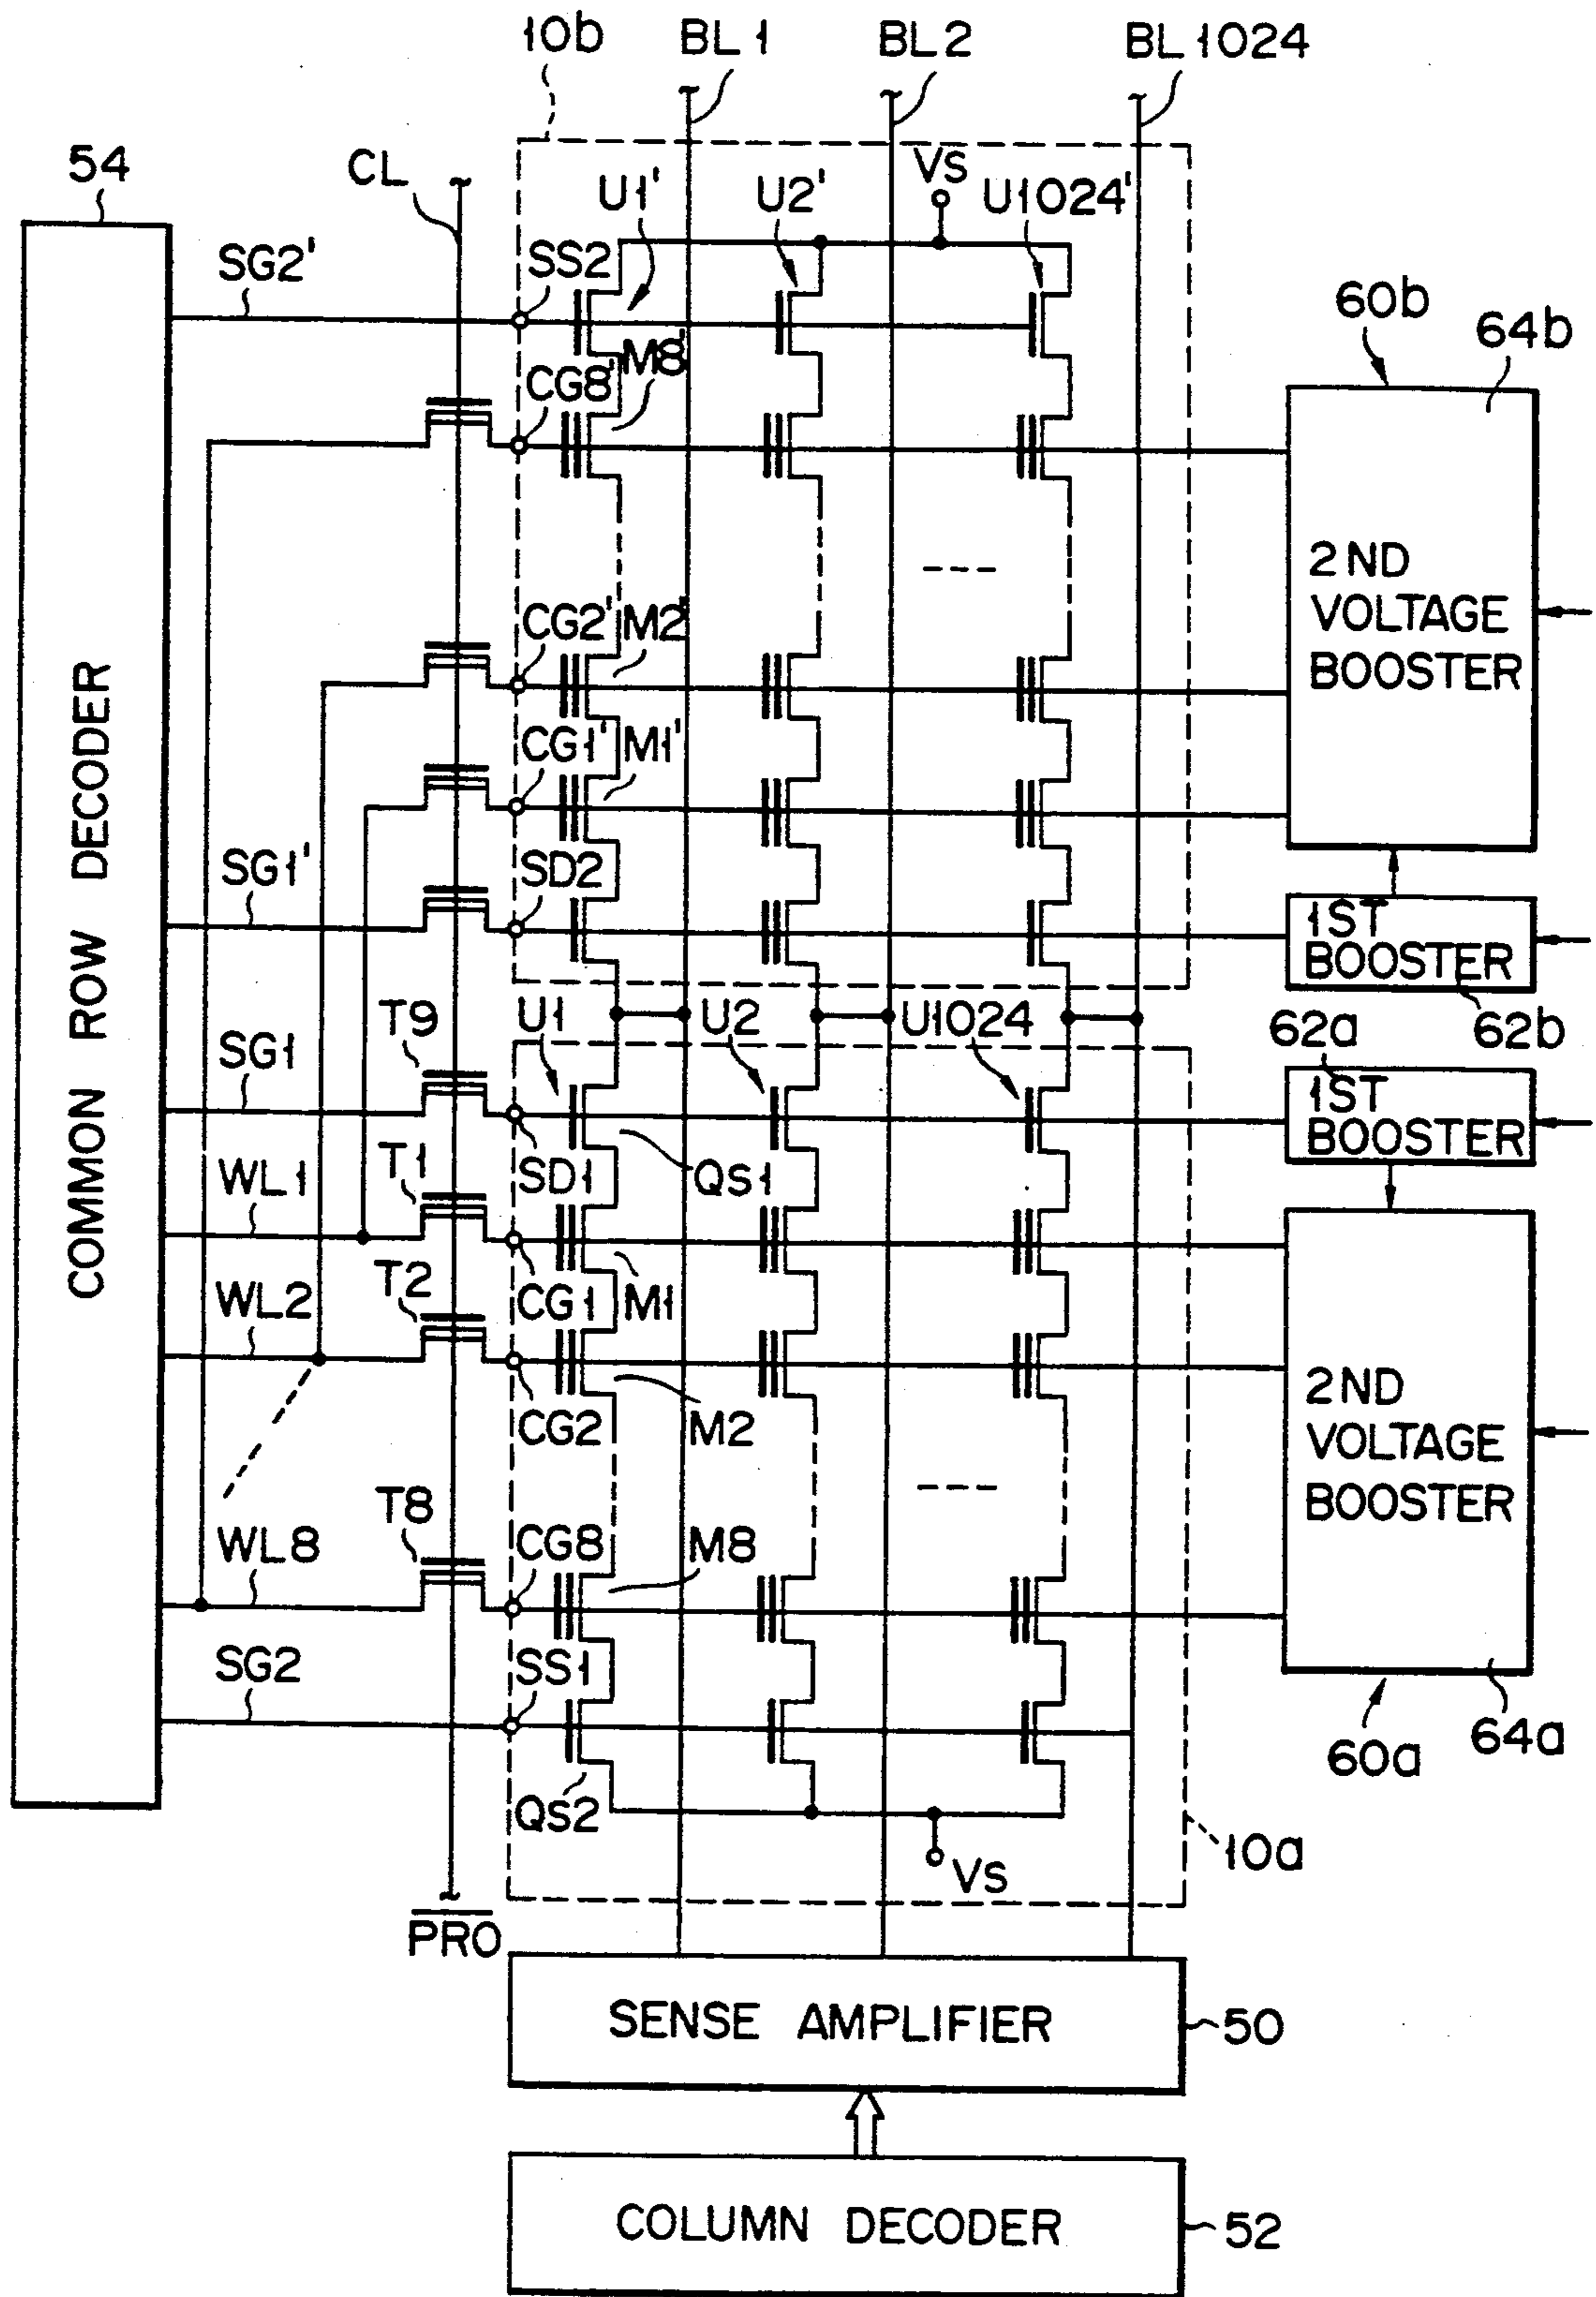 10b BL1 BL2 BL1024
54 CL VS
U1' U2' U1024'
SG2' SS2
60b
64b
CG8' M8'
2ND
VOLTAGE
BOOSTER
CG2' M2'
CG1' M1'
COMMON ROW DECODER
SG1' SD2
1ST
BOOSTER
62b
T9 U1 U2 U1024
SG1
62a
1ST
BOOSTER
SD1 QS1
WL1 T1
CG1 M1
WL2 T2
CG2 M2
2ND
VOLTAGE
BOOSTER
WL8 T8 CG8 M8
SG2 SS1
60a 64a
QS2
VS
10a
PRO
SENSE AMPLIFIER 50
COLUMN DECODER 52